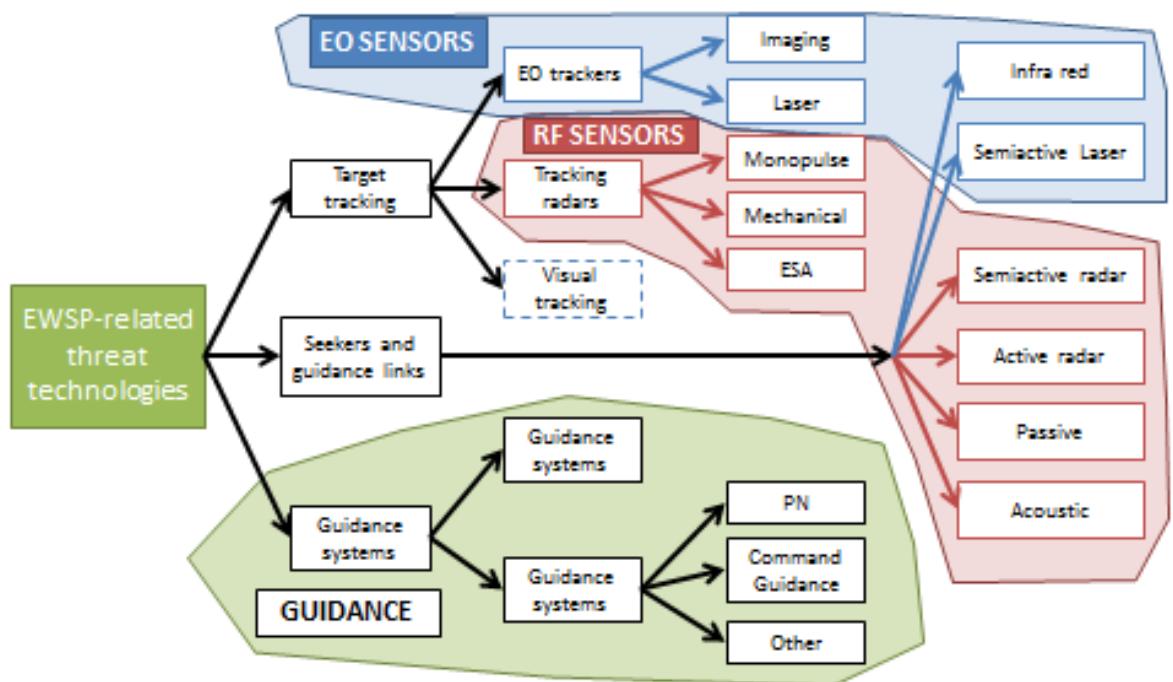 EO SENSORS
Imaging
EO trackers
Infra red
Laser
RF SENSORS
Monopulse
Semiactive Laser
Target
tracking
Tracking
radars
Mechanical
ESA
Semiactive radar
Visual
tracking
EWSP-related
threat
technologies
Seekers and
guidance links
Active radar
Passive
Guidance
systems
PN
Acoustic
Guidance
systems
Command
Guidance
Guidance
systems
GUIDANCE
Other